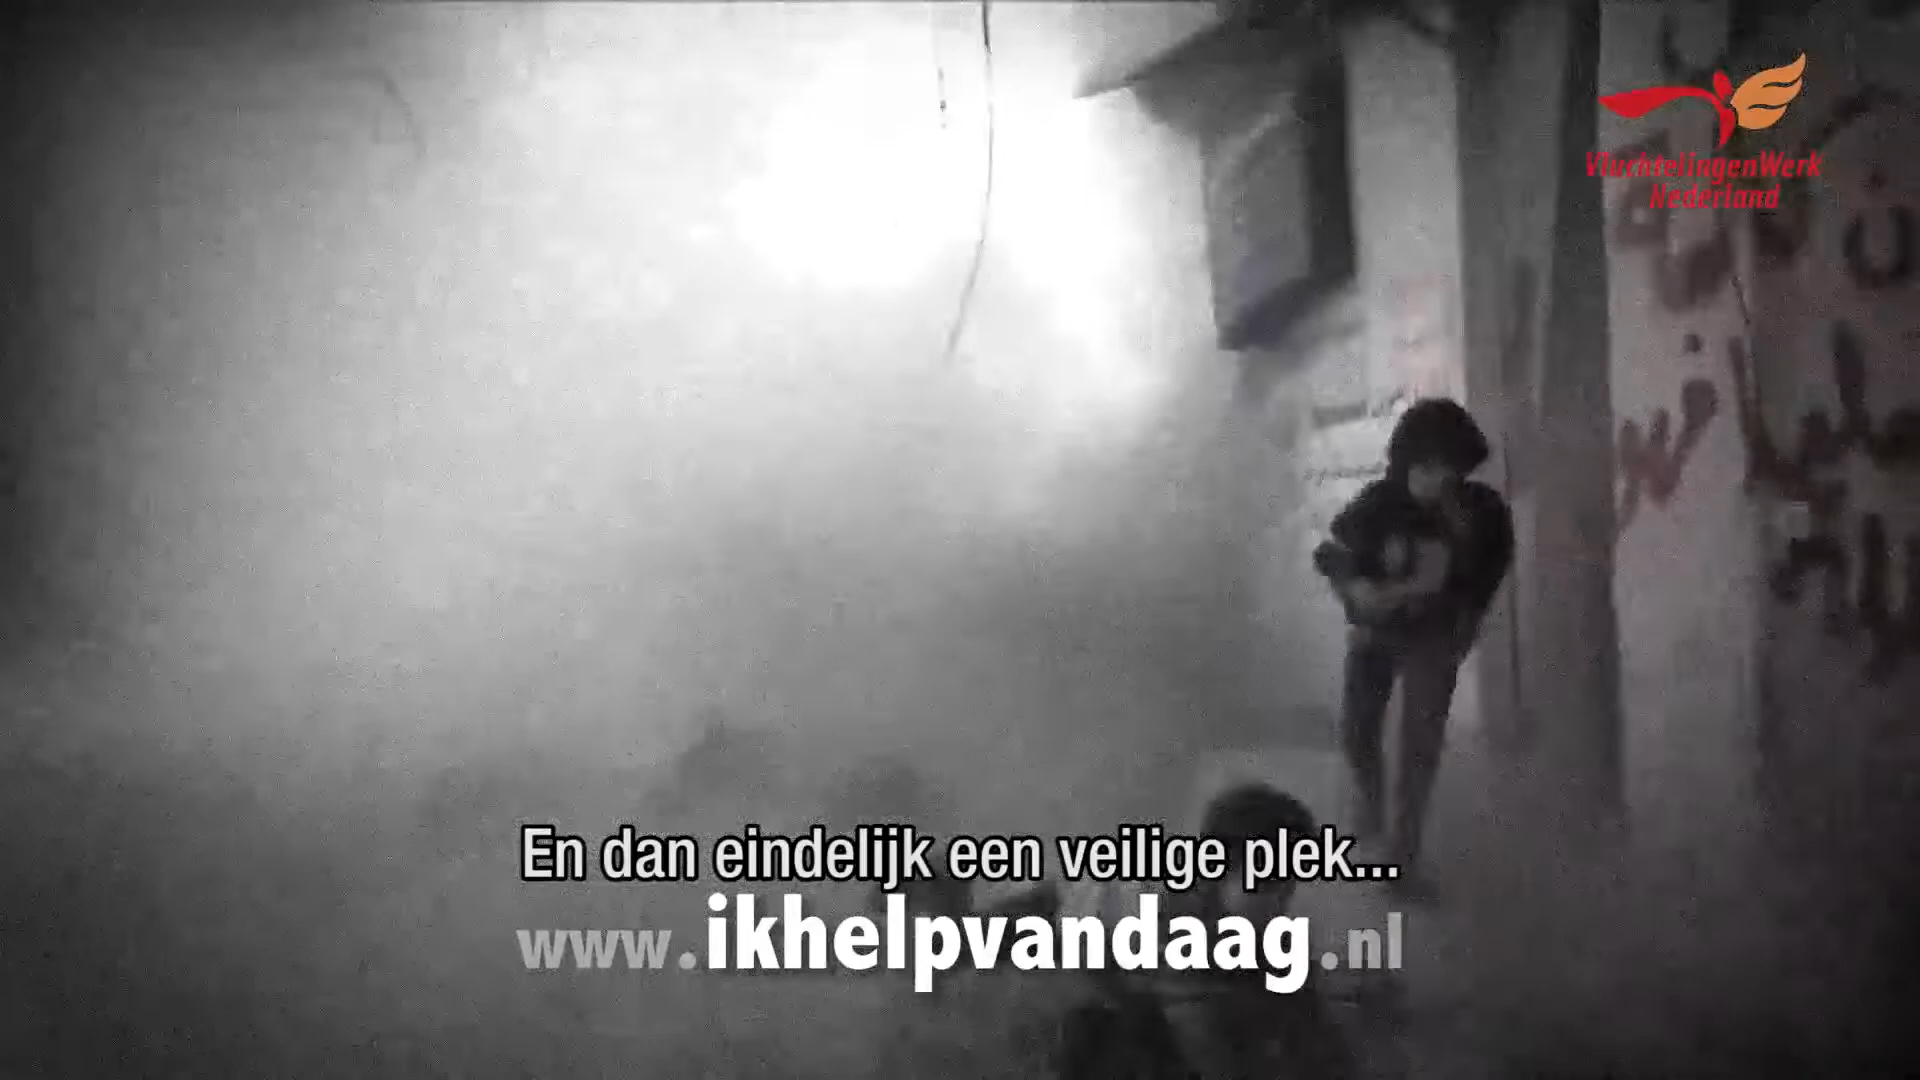 VluchtelingenWerk
Nederland
En dan eindelijk een veilige plek...
www.ikhelpvandaag.nl